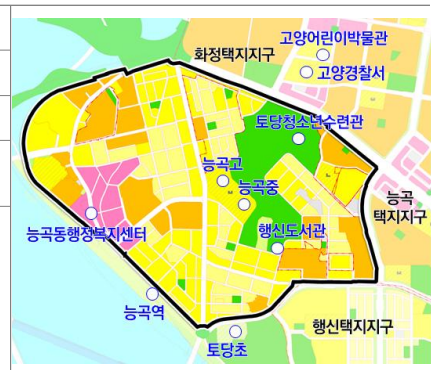 고양어린이박물관
화정택지지구
고양경찰서
토당청소년수련관
능곡고
능곡중
능곡
택지지구
능곡동행정복지센터
행신도서관
능곡역
행신택지지구
토당초